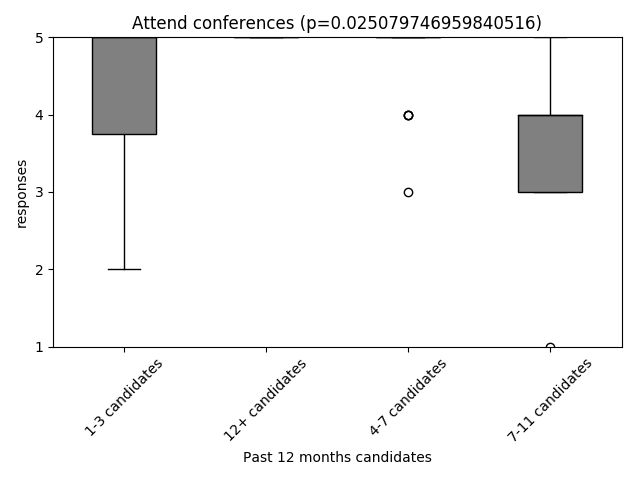 Attend conferences (p=0.025079746959840516)
5
4
3
2
1
responses
1-3 candidates
12+ candidates
4-7 candidates
7-11 candidates
Past 12 months candidates